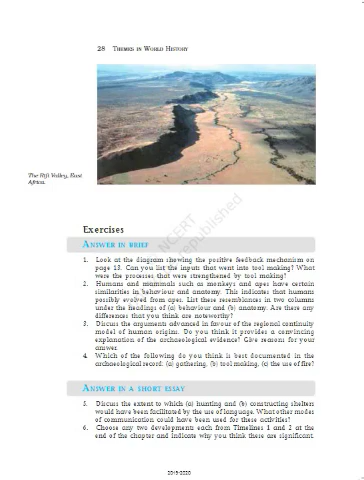 28 THEMES IN WORLD HISTORY
The Rift Valley, East
Africa.
Exercises
ANSWER IN BRIEF
1. Look at the diagram showing the positive feedback mechanism on
page 13. Can you list the inputs that went into tool making? What
were the processes that were strengthened by tool making?
2. Humans and mammals such as monkeys and apes have certain
similarities in behaviour and anatomy. This indicates that humans
possibly evolved from apes. List these resemblances in two columns
under the headings of (a) behaviour and (b) anatomy. Are there any
differences that you think are noteworthy?
3. Discuss the arguments advanced in favour of the regional continuity
model of human origins. Do you think it provides a convincing
explanation of the archaeological evidence? Give reasons for your
answer.
4. Which of the following do you think is best documented in the
archaeological record: (a) gathering, (b) tool making, (c) the use of fire?
ANSWER IN A SHORT ESSAY
5. Discuss the extent to which (a) hunting and (b) constructing shelters
would have been facilitated by the use of language. What other modes
of communication could have been used for these activities?
6. Choose any two developments each from Timelines 1 and 2 at the
end of the chapter and indicate why you think these are significant.
2019-2020